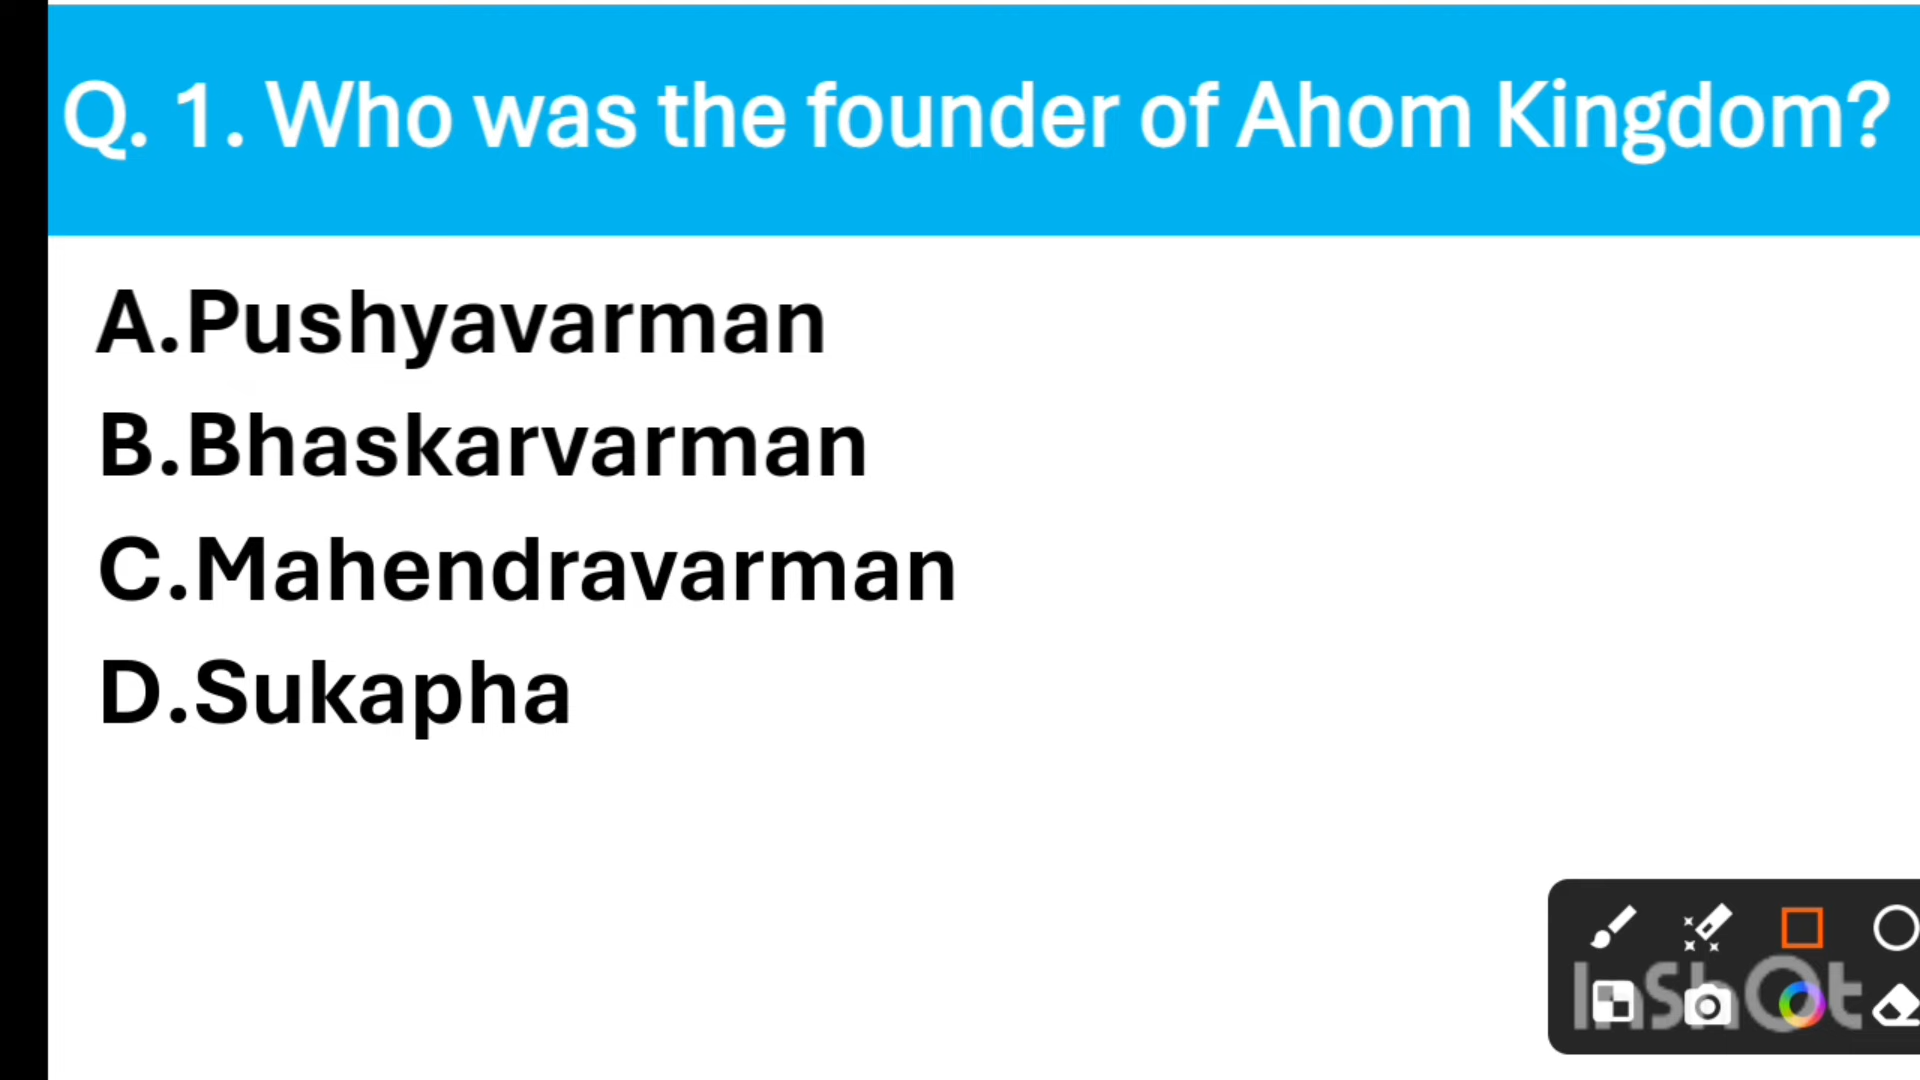 Q. 1. Who was the founder of Ahom Kingdom?
A.Pushyavarman
B.Bhaskarvarman
C.Mahendravarman
D.Sukapha
InShOt